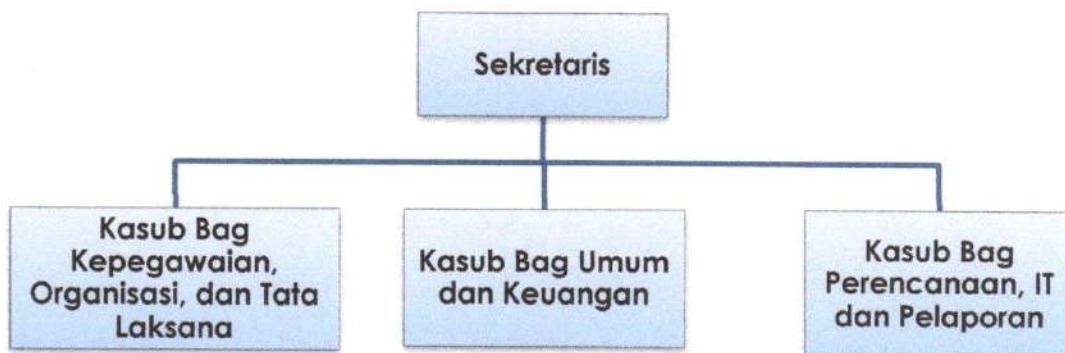 Sekretaris
Kasub Bag
Kepegawaian,
Organisasi, dan Tata
Laksana
Kasub Bag Umum
dan Keuangan
Kasub Bag
Perencanaan, IT
dan Pelaporan